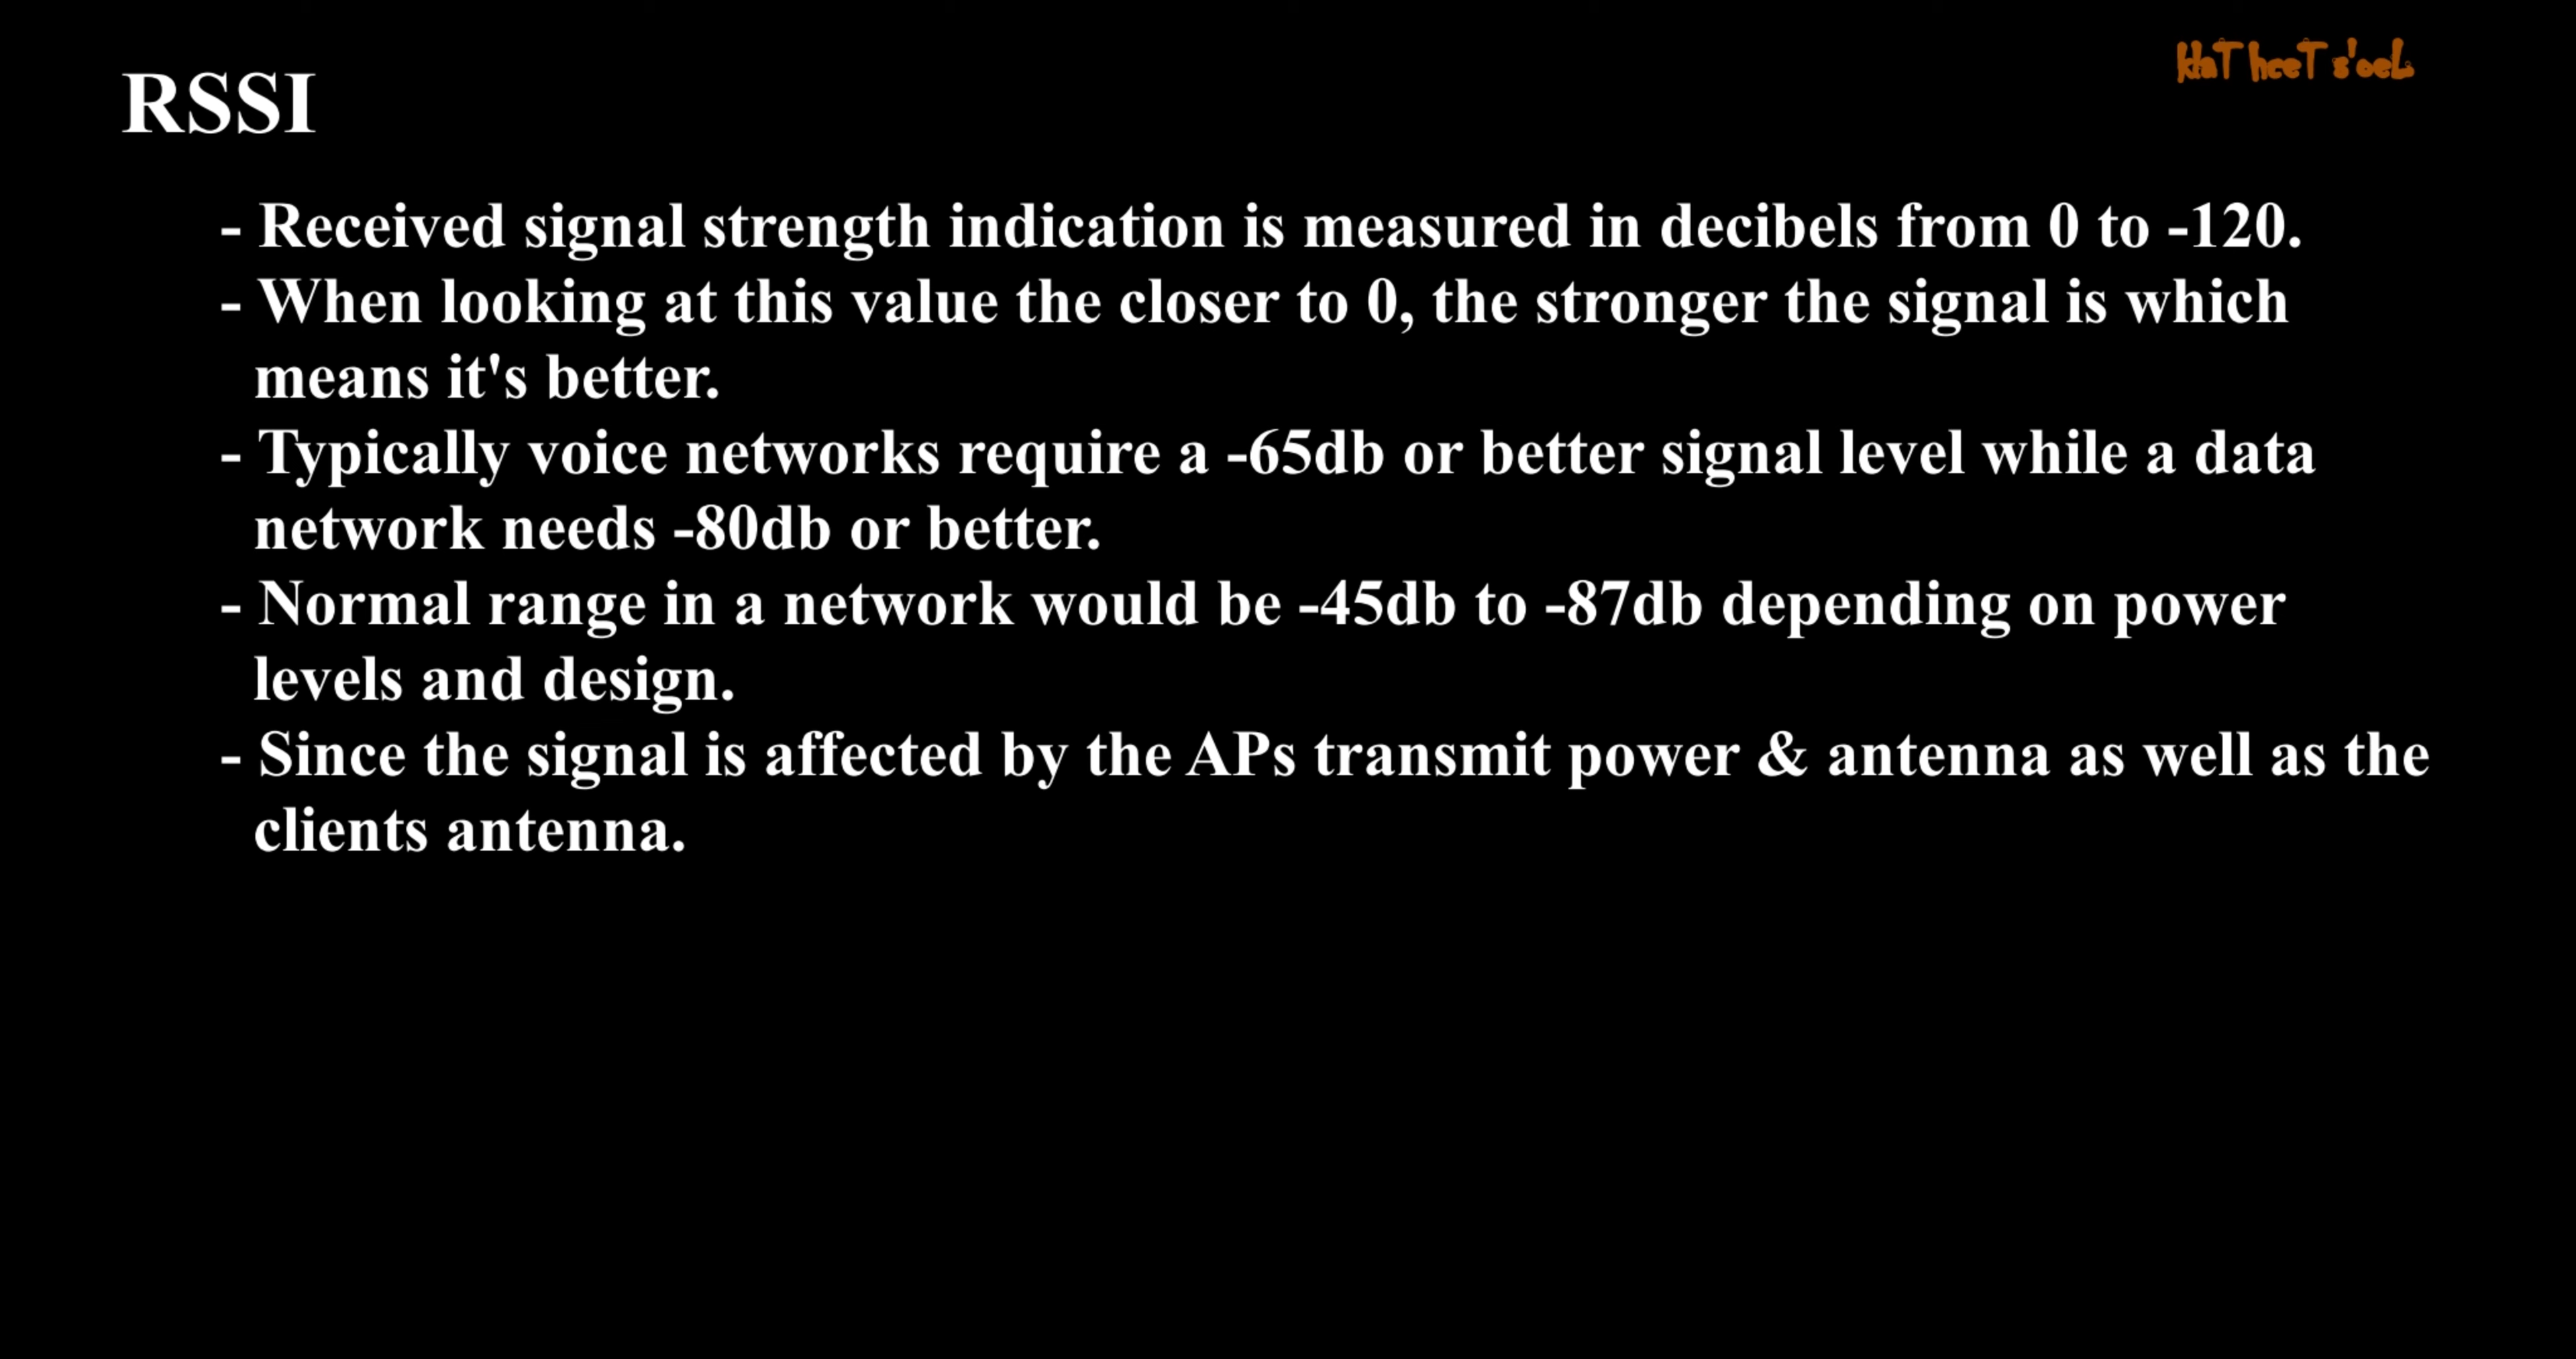 klaT hceeT s'oeL
RSSI
- Received signal strength indication is measured in decibels from 0 to -120.
- When looking at this value the closer to 0, the stronger the signal is which
means it's better.
- Typically voice networks require a -65db or better signal level while a data
network needs -80db or better.
- Normal range in a network would be -45db to -87db depending on power
levels and design.
- Since the signal is affected by the APs transmit power & antenna as well as the
clients antenna.